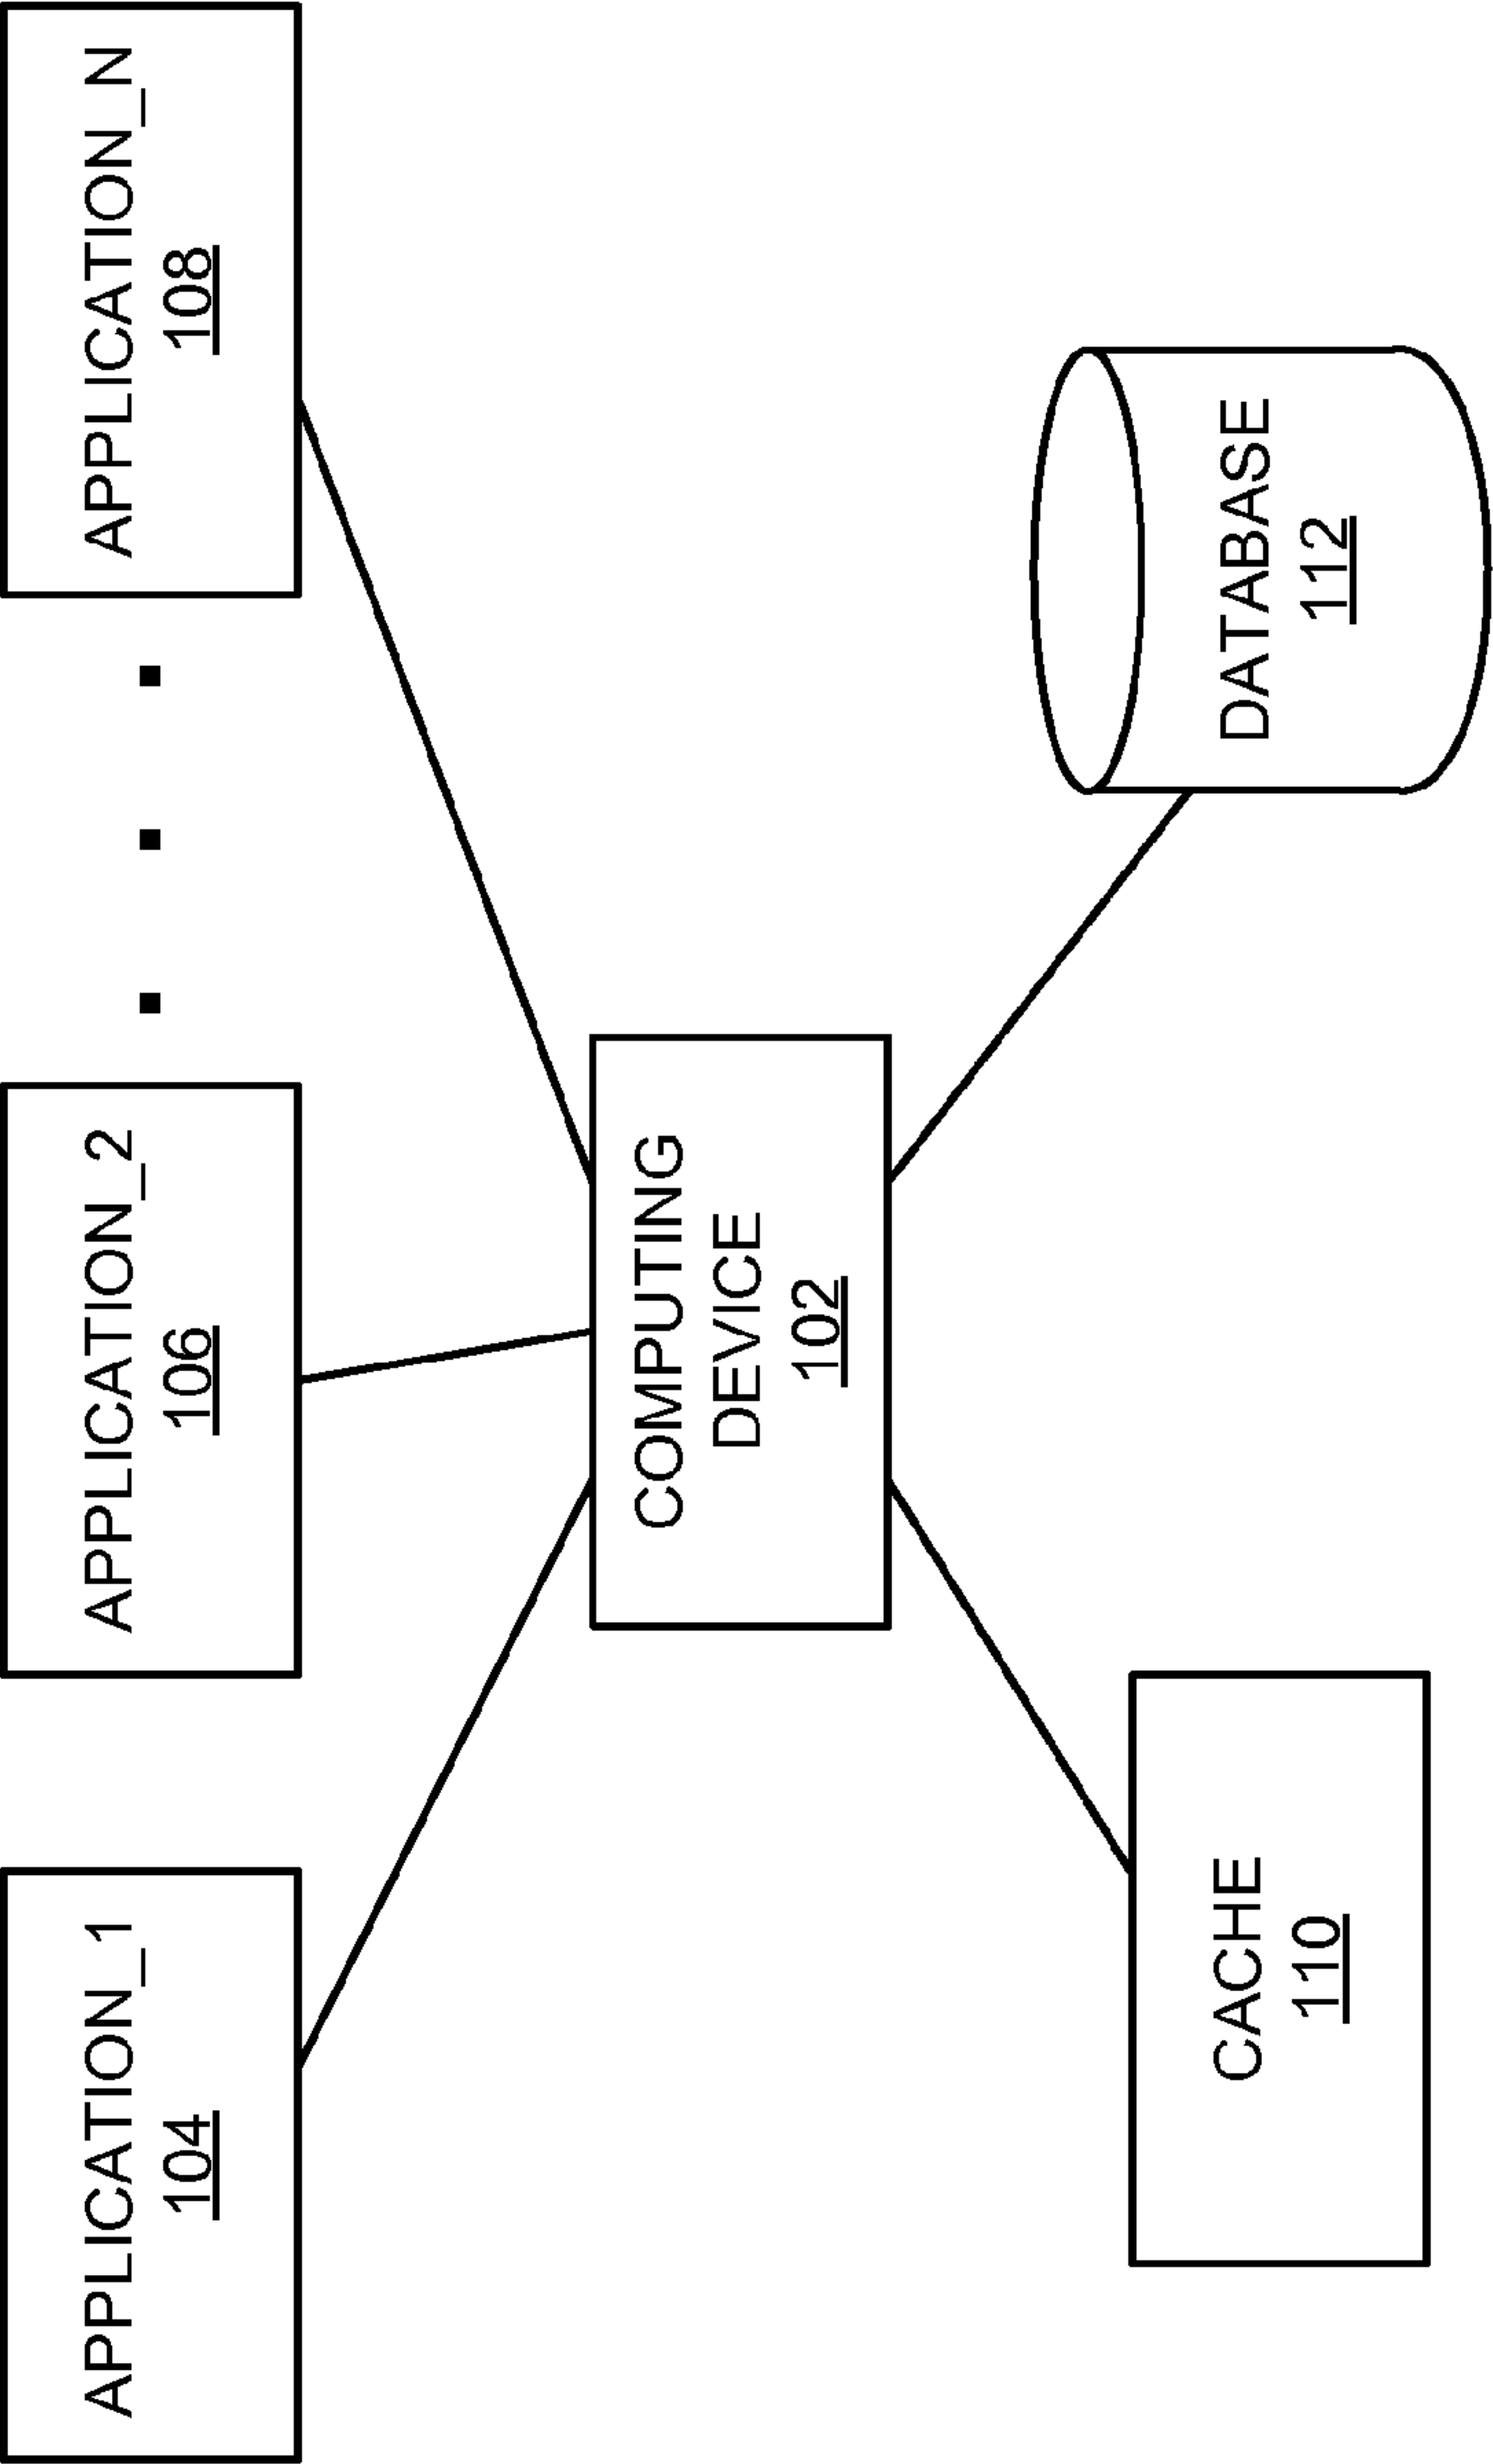 APPLICATION_1
104
APPLICATION_2
106
APPLICATION_N
108
COMPUTING
DEVICE
102
CACHE
110
DATABASE
112